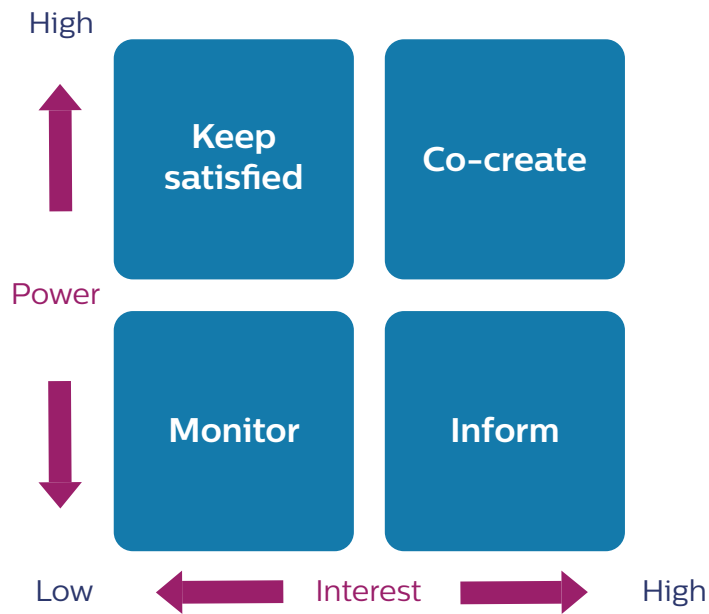 High
Keep
satisfied
Co-create
Power
Monitor
Inform
Low
Interest
High